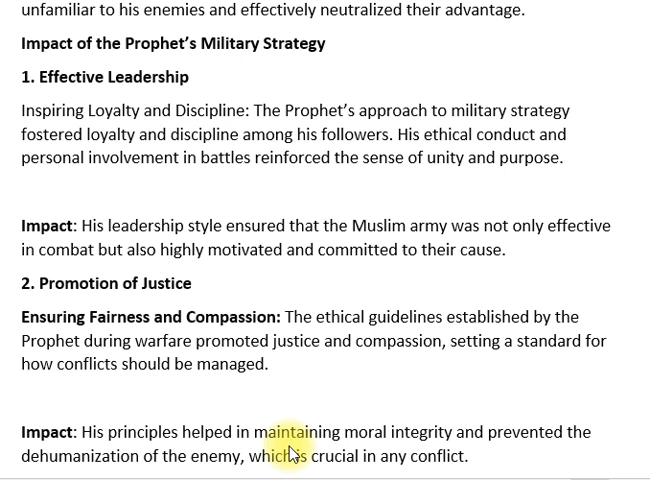 unfamiliar to his enemies and effectively neutralized their advantage.
Impact of the Prophet’s Military Strategy
1. Effective Leadership
Inspiring Loyalty and Discipline: The Prophet’s approach to military strategy
fostered loyalty and discipline among his followers. His ethical conduct and
personal involvement in battles reinforced the sense of unity and purpose.
Impact: His leadership style ensured that the Muslim army was not only effective
in combat but also highly motivated and committed to their cause.
2. Promotion of Justice
Ensuring Fairness and Compassion: The ethical guidelines established by the
Prophet during warfare promoted justice and compassion, setting a standard for
how conflicts should be managed.
Impact: His principles helped in maintaining moral integrity and prevented the
dehumanization of the enemy, which is crucial in any conflict.